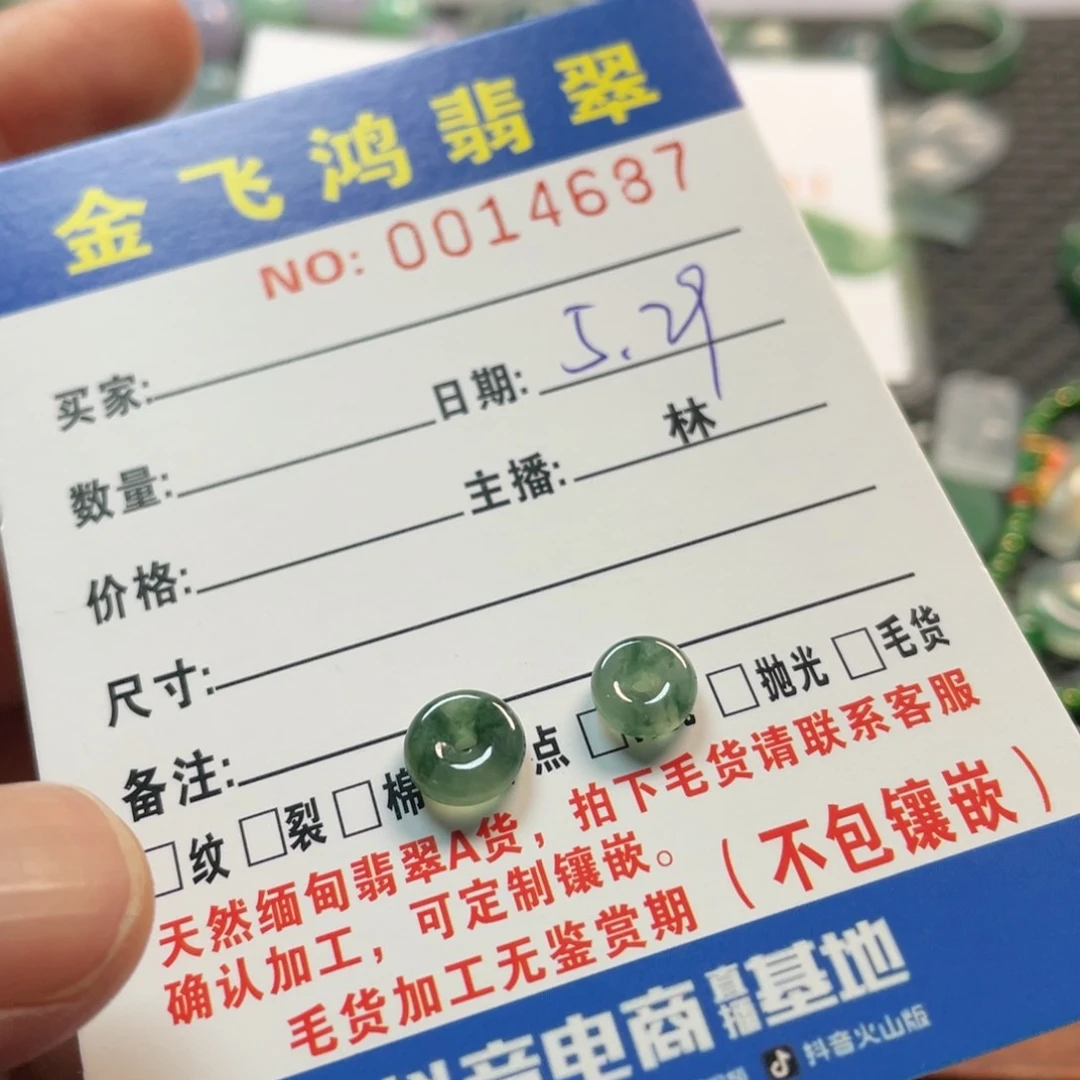 金飞鸿翡翠
NO: 0014687
买家:
日期: 5.29
数量:
主播: 林
价格:
尺寸:
备注:
□纹 □裂 □棉 点 □ □抛光 □毛货
天然缅甸翡翠A货，拍下毛货请联系客服
确认加工，可定制镶嵌。
毛货加工无鉴赏期（不包镶嵌）
抖音电商直播基地
抖音火山版